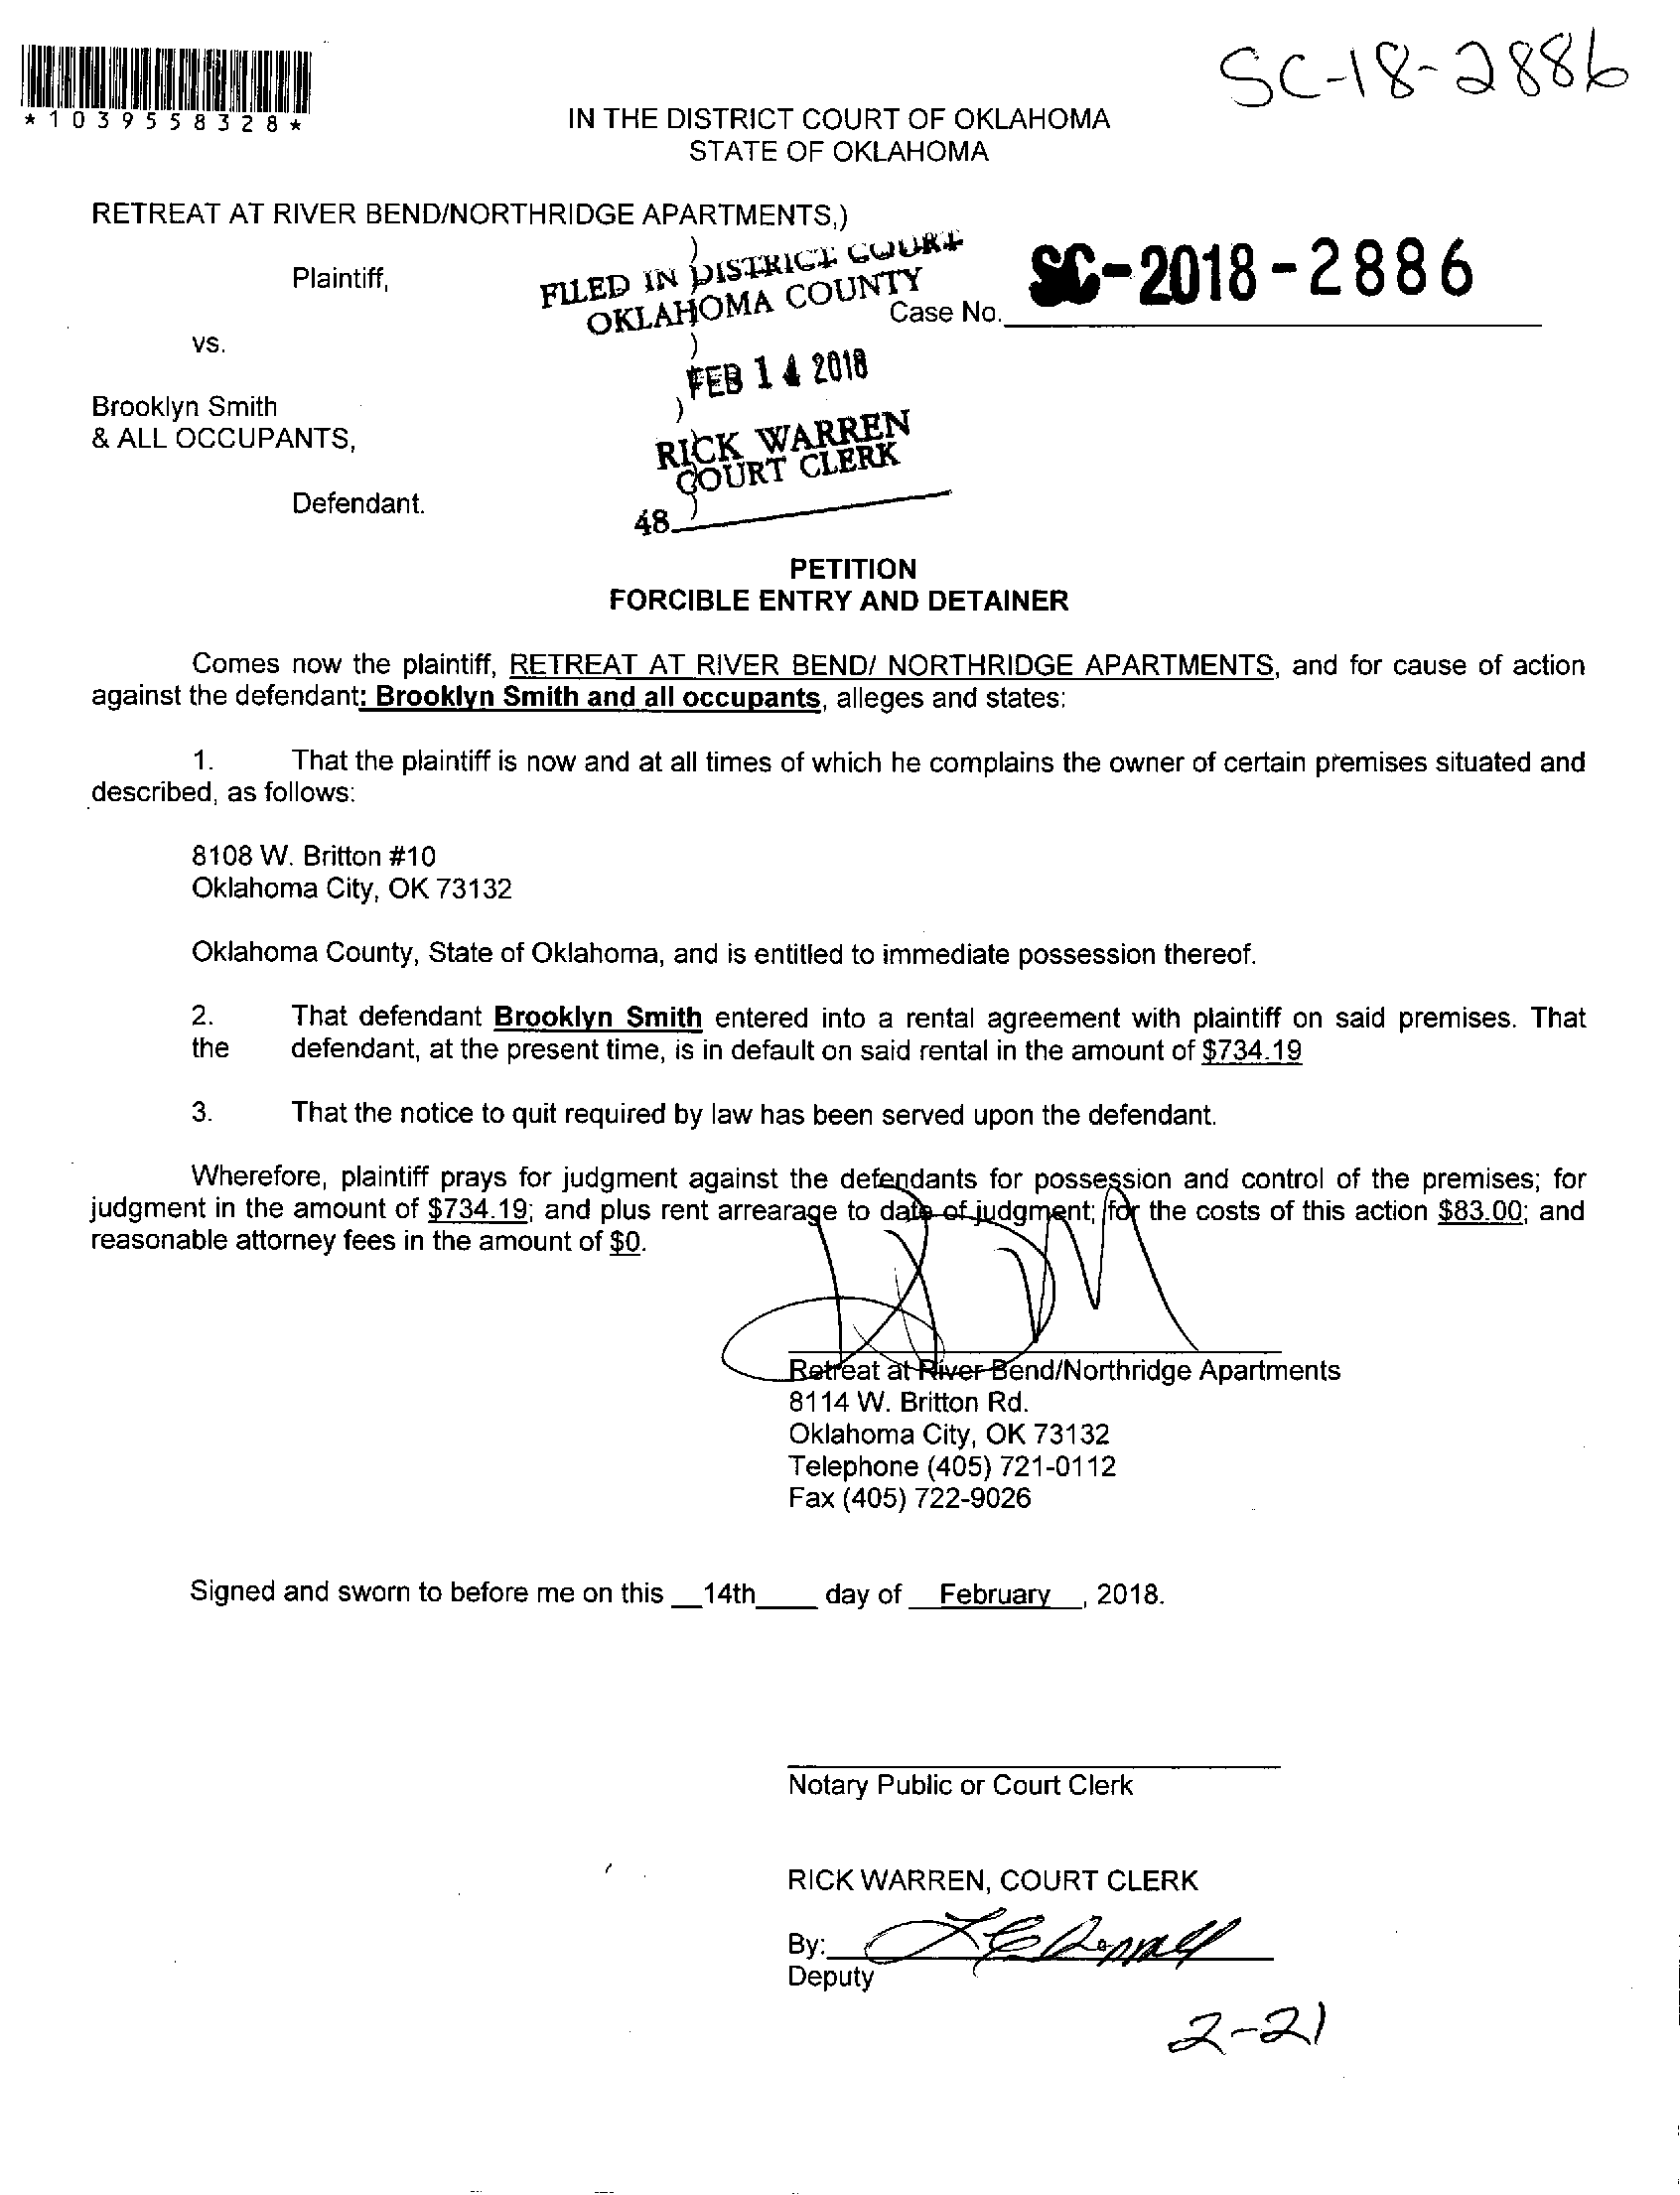 SC-18-2886
*1039558328*
IN THE DISTRICT COURT OF OKLAHOMA
STATE OF OKLAHOMA
RETREAT AT RIVER BEND/NORTHRIDGE APARTMENTS,)
)
Plaintiff,
FILED IN DISTRICT COURT
OKLAHOMA COUNTY
Case No. SC-2018-2886
vs.
)
FEB 14 2018
Brooklyn Smith
)
& ALL OCCUPANTS,
RICK WARREN
COURT CLERK
Defendant.
)
48
PETITION
FORCIBLE ENTRY AND DETAINER
Comes now the plaintiff, RETREAT AT RIVER BEND/ NORTHRIDGE APARTMENTS, and for cause of action
against the defendant: Brooklyn Smith and all occupants, alleges and states:
1. That the plaintiff is now and at all times of which he complains the owner of certain premises situated and
described, as follows:
8108 W. Britton #10
Oklahoma City, OK 73132
Oklahoma County, State of Oklahoma, and is entitled to immediate possession thereof.
2. That defendant Brooklyn Smith entered into a rental agreement with plaintiff on said premises. That
the defendant, at the present time, is in default on said rental in the amount of $734.19
3. That the notice to quit required by law has been served upon the defendant.
Wherefore, plaintiff prays for judgment against the defendants for possession and control of the premises; for
judgment in the amount of $734.19; and plus rent arrearage to date of judgment; for the costs of this action $83.00; and
reasonable attorney fees in the amount of $0.
Retreat at River Bend/Northridge Apartments
8114 W. Britton Rd.
Oklahoma City, OK 73132
Telephone (405) 721-0112
Fax (405) 722-9026
Signed and sworn to before me on this __14th____ day of __February__, 2018.
Notary Public or Court Clerk
RICK WARREN, COURT CLERK
By:
Deputy
2-21